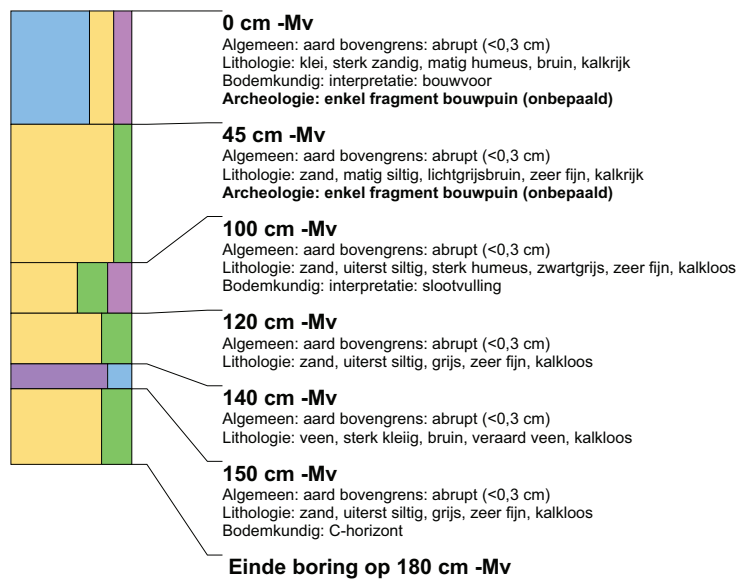 0 cm -Mv
Algemeen: aard bovengrens: abrupt (<0,3 cm)
Lithologie: klei, sterk zandig, matig humeus, bruin, kalkrijk
Bodemkundig: interpretatie: bouwvoor
Archeologie: enkel fragment bouwpuin (onbepaald)
45 cm -Mv
Algemeen: aard bovengrens: abrupt (<0,3 cm)
Lithologie: zand, matig siltig, lichtgrijsbruin, zeer fijn, kalkrijk
Archeologie: enkel fragment bouwpuin (onbepaald)
100 cm -Mv
Algemeen: aard bovengrens: abrupt (<0,3 cm)
Lithologie: zand, uiterst siltig, sterk humeus, zwartgrijs, zeer fijn, kalkloos
Bodemkundig: interpretatie: slootvulling
120 cm -Mv
Algemeen: aard bovengrens: abrupt (<0,3 cm)
Lithologie: zand, uiterst siltig, grijs, zeer fijn, kalkloos
140 cm -Mv
Algemeen: aard bovengrens: abrupt (<0,3 cm)
Lithologie: veen, sterk kleiig, bruin, veraard veen, kalkloos
150 cm -Mv
Algemeen: aard bovengrens: abrupt (<0,3 cm)
Lithologie: zand, uiterst siltig, grijs, zeer fijn, kalkloos
Bodemkundig: C-horizont
Einde boring op 180 cm -Mv